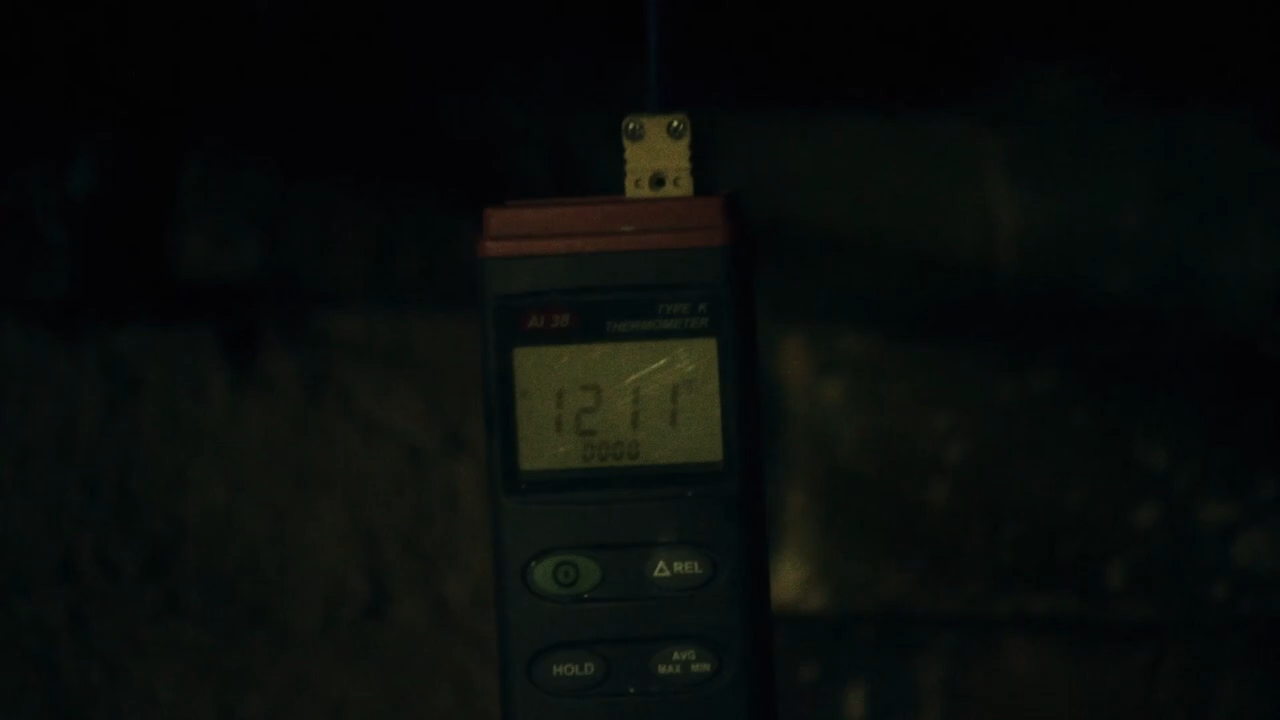 AI 38
TYPE K
THERMOMETER
1211
0000
△ REL
HOLD
AVG
MAX MIN